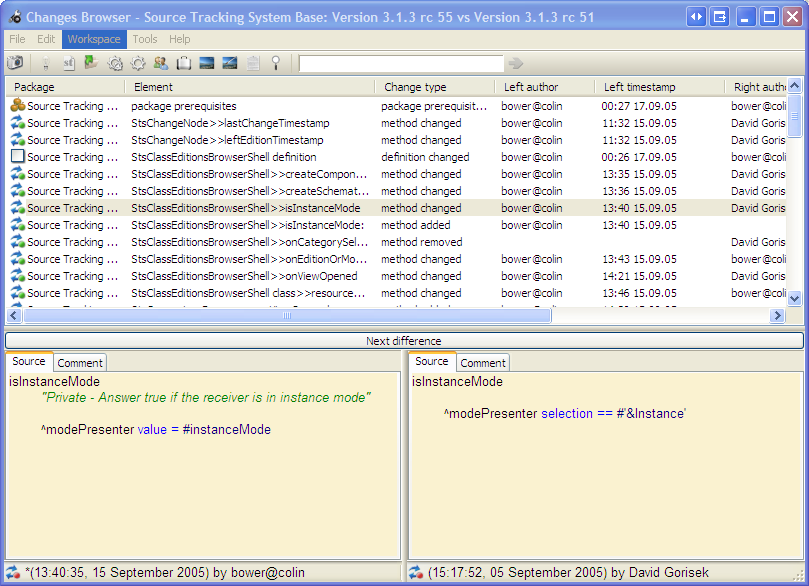 Changes Browser - Source Tracking System Base: Version 3.1.3 rc 55 vs Version 3.1.3 rc 51
File Edit Workspace Tools Help
Package Element Change type Left author Left timestamp Right auth
Source Tracking ... package prerequisites package prerequisit... bower@colin 00:27 17.09.05 bower@coli
Source Tracking ... StsChangeNode>>lastChangeTimestamp method changed bower@colin 11:32 15.09.05 David Goris
Source Tracking ... StsChangeNode>>leftEditionTimestamp method changed bower@colin 11:32 15.09.05 David Goris
Source Tracking ... StsClassEditionsBrowserShell definition definition changed bower@colin 00:26 17.09.05 bower@coli
Source Tracking ... StsClassEditionsBrowserShell>>createCompon... method changed bower@colin 13:35 15.09.05 David Goris
Source Tracking ... StsClassEditionsBrowserShell>>createSchemat... method changed bower@colin 13:36 15.09.05 David Goris
Source Tracking ... StsClassEditionsBrowserShell>>isInstanceMode method changed bower@colin 13:40 15.09.05 David Goris
Source Tracking ... StsClassEditionsBrowserShell>>isInstanceMode: method added bower@colin 13:40 15.09.05
Source Tracking ... StsClassEditionsBrowserShell>>onCategorySel... method removed David Goris
Source Tracking ... StsClassEditionsBrowserShell>>onEditionOrMo... method changed bower@colin 13:43 15.09.05 bower@coli
Source Tracking ... StsClassEditionsBrowserShell>>onViewOpened method changed bower@colin 14:21 15.09.05 David Goris
Source Tracking ... StsClassEditionsBrowserShell class>>resource... method changed bower@colin 13:46 15.09.05 bower@coli
Next difference
Source Comment
isInstanceMode
"Private - Answer true if the receiver is in instance mode"
^modePresenter value = #instanceMode
*(13:40:35, 15 September 2005) by bower@colin
Source Comment
isInstanceMode
^modePresenter selection == #'&Instance'
(15:17:52, 05 September 2005) by David Gorisek